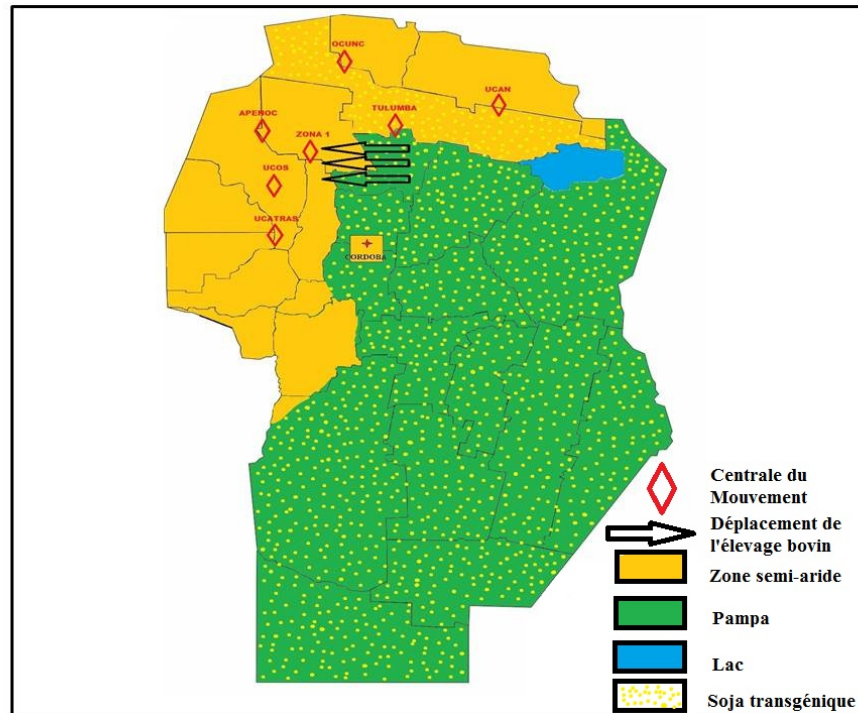 OCUNC
UCAN
APENOC
TULUMBA
ZONA 1
UCOS
UCATRAS
CORDOBA
Centrale du
Mouvement
Déplacement de
l'élevage bovin
Zone semi-aride
Pampa
Lac
Soja transgénique